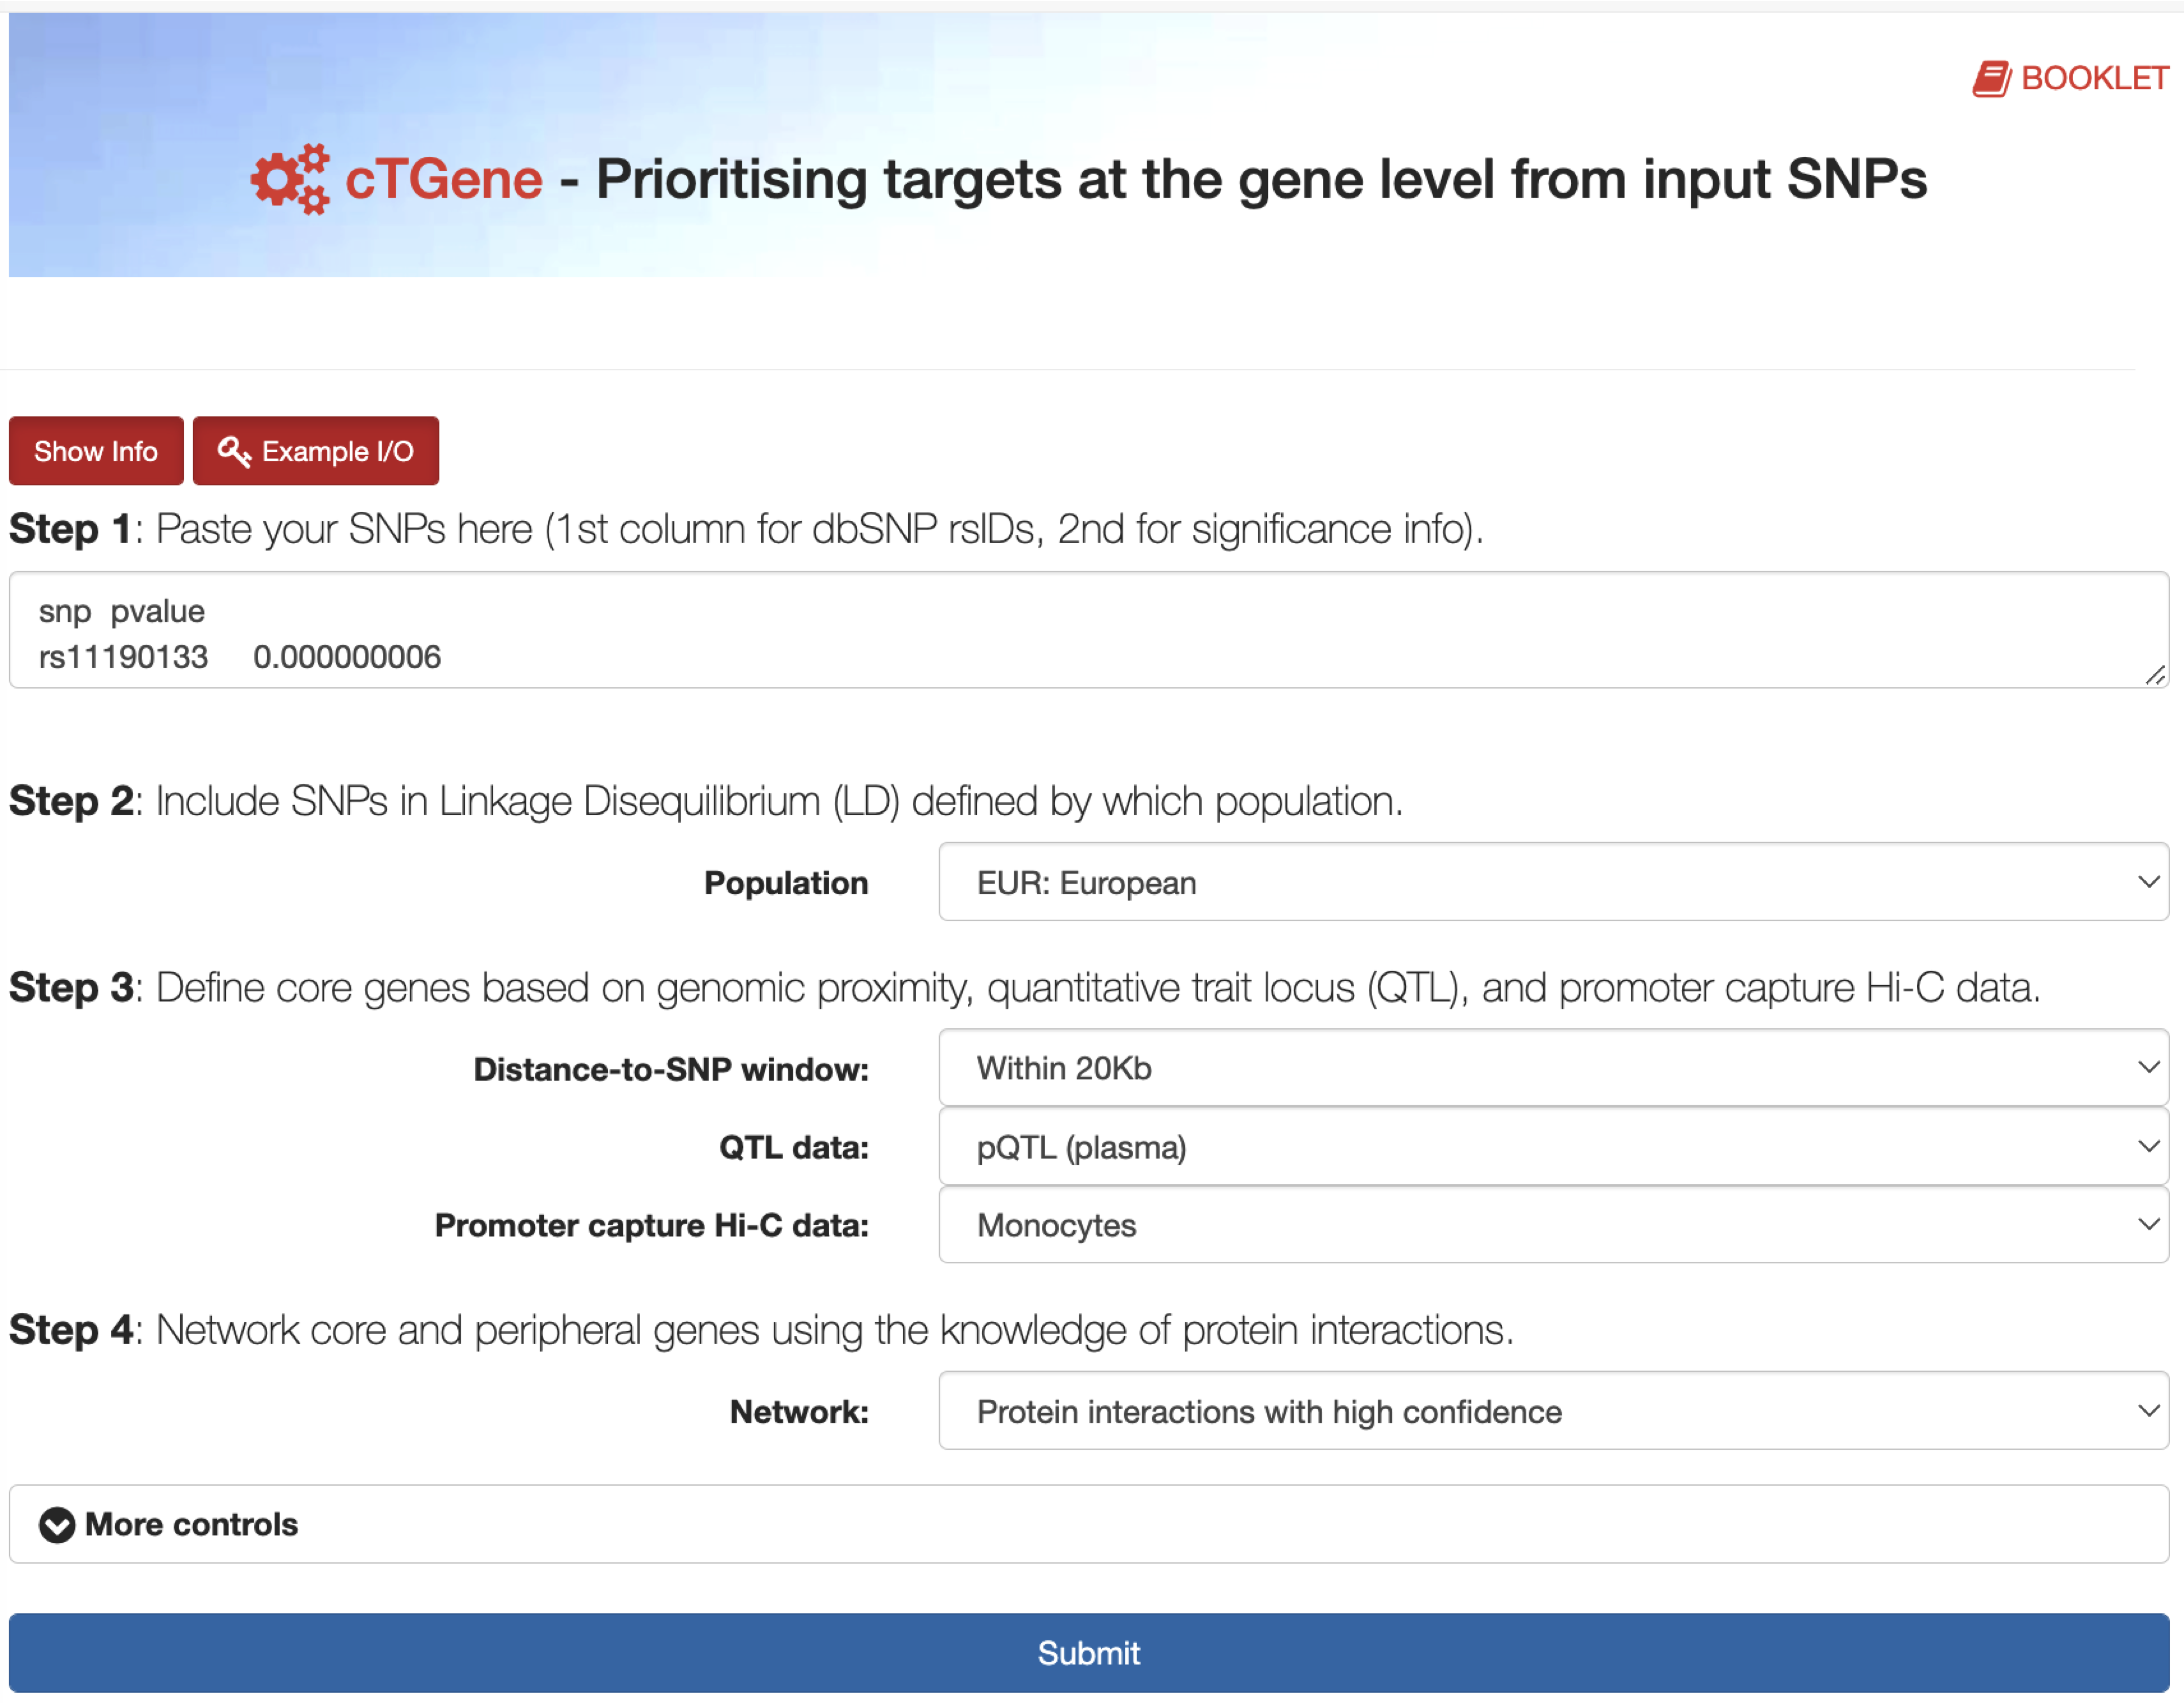 BOOKLET
cTGene - Prioritising targets at the gene level from input SNPs
Show Info
Example I/O
Step 1: Paste your SNPs here (1st column for dbSNP rsIDs, 2nd for significance info).
snp pvalue
rs11190133 0.000000006
Step 2: Include SNPs in Linkage Disequilibrium (LD) defined by which population.
Population EUR: European
Step 3: Define core genes based on genomic proximity, quantitative trait locus (QTL), and promoter capture Hi-C data.
Distance-to-SNP window: Within 20Kb
QTL data: pQTL (plasma)
Promoter capture Hi-C data: Monocytes
Step 4: Network core and peripheral genes using the knowledge of protein interactions.
Network: Protein interactions with high confidence
More controls
Submit